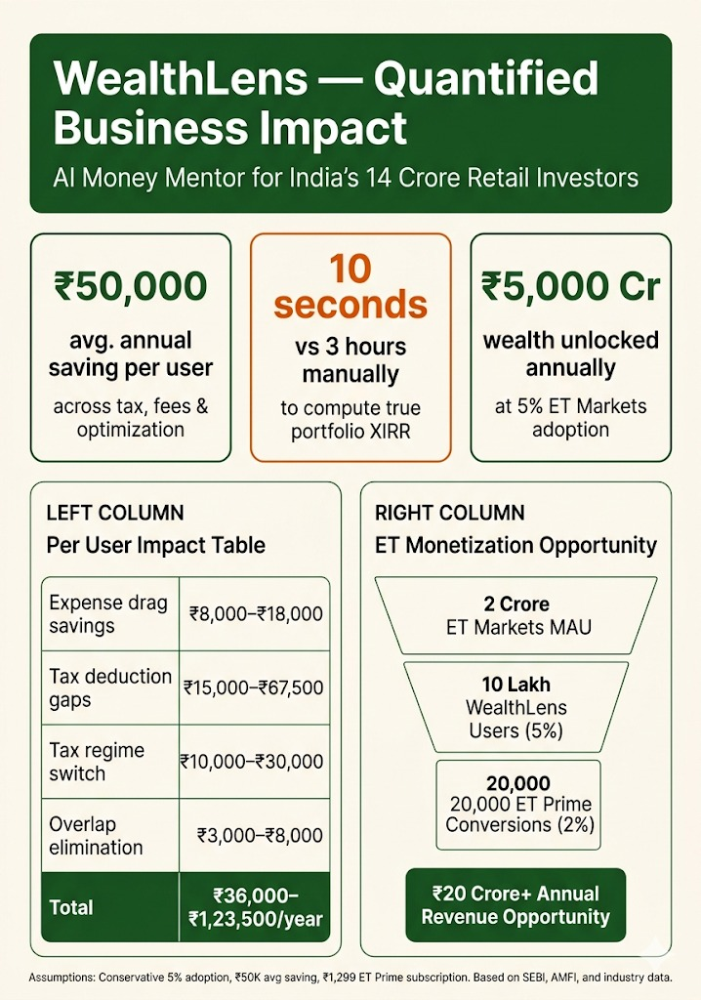 WealthLens — Quantified
Business Impact
AI Money Mentor for India's 14 Crore Retail Investors
₹50,000
avg. annual
saving per user
across tax, fees &
optimization
10
seconds
vs 3 hours
manually
to compute true
portfolio XIRR
₹5,000 Cr
wealth unlocked
annually
at 5% ET Markets
adoption
LEFT COLUMN
Per User Impact Table
Expense drag
savings
₹8,000–₹18,000
Tax deduction
gaps
₹15,000–₹67,500
Tax regime
switch
₹10,000–₹30,000
Overlap
elimination
₹3,000–₹8,000
Total
₹36,000–
₹1,23,500/year
RIGHT COLUMN
ET Monetization Opportunity
2 Crore
ET Markets MAU
10 Lakh
WealthLens
Users (5%)
20,000
20,000 ET Prime
Conversions (2%)
₹20 Crore+ Annual
Revenue Opportunity
Assumptions: Conservative 5% adoption, ₹50K avg saving, ₹1,299 ET Prime subscription. Based on SEBI, AMFI, and industry data.